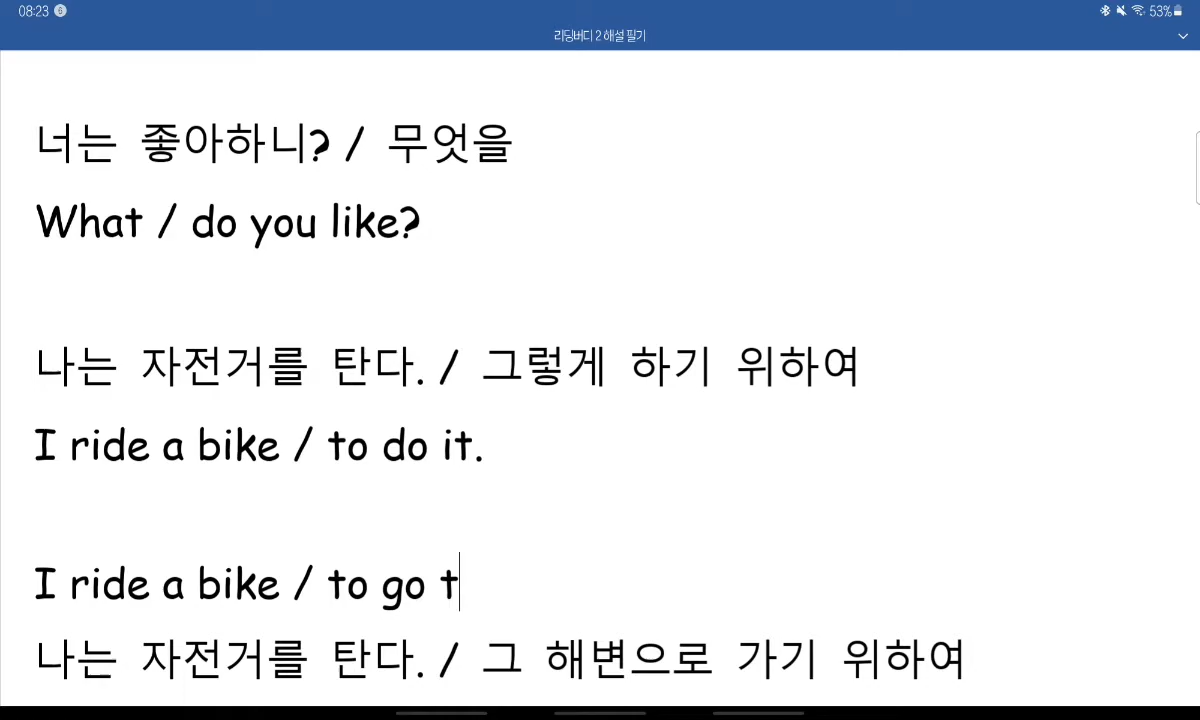 08:23 6 53%
리딩버디 2 해설 필기
너는 좋아하니? / 무엇을
What / do you like?
나는 자전거를 탄다. / 그렇게 하기 위하여
I ride a bike / to do it.
I ride a bike / to go t
나는 자전거를 탄다. / 그 해변으로 가기 위하여